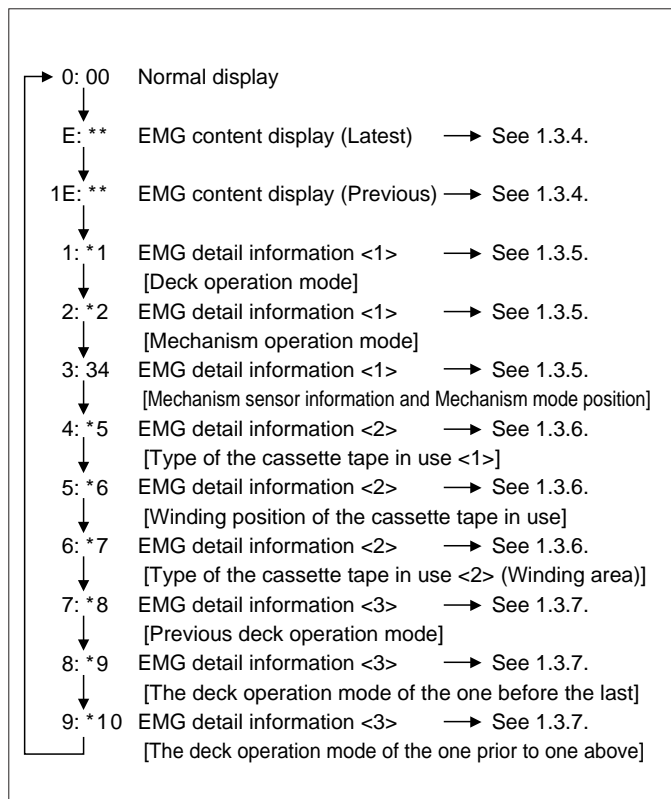 0: 00 Normal display
E: ** EMG content display (Latest) → See 1.3.4.
1E: ** EMG content display (Previous) → See 1.3.4.
1: *1 EMG detail information <1> → See 1.3.5.
[Deck operation mode]
2: *2 EMG detail information <1> → See 1.3.5.
[Mechanism operation mode]
3: 34 EMG detail information <1> → See 1.3.5.
[Mechanism sensor information and Mechanism mode position]
4: *5 EMG detail information <2> → See 1.3.6.
[Type of the cassette tape in use <1>]
5: *6 EMG detail information <2> → See 1.3.6.
[Winding position of the cassette tape in use]
6: *7 EMG detail information <2> → See 1.3.6.
[Type of the cassette tape in use <2> (Winding area)]
7: *8 EMG detail information <3> → See 1.3.7.
[Previous deck operation mode]
8: *9 EMG detail information <3> → See 1.3.7.
[The deck operation mode of the one before the last]
9: *10 EMG detail information <3> → See 1.3.7.
[The deck operation mode of the one prior to one above]